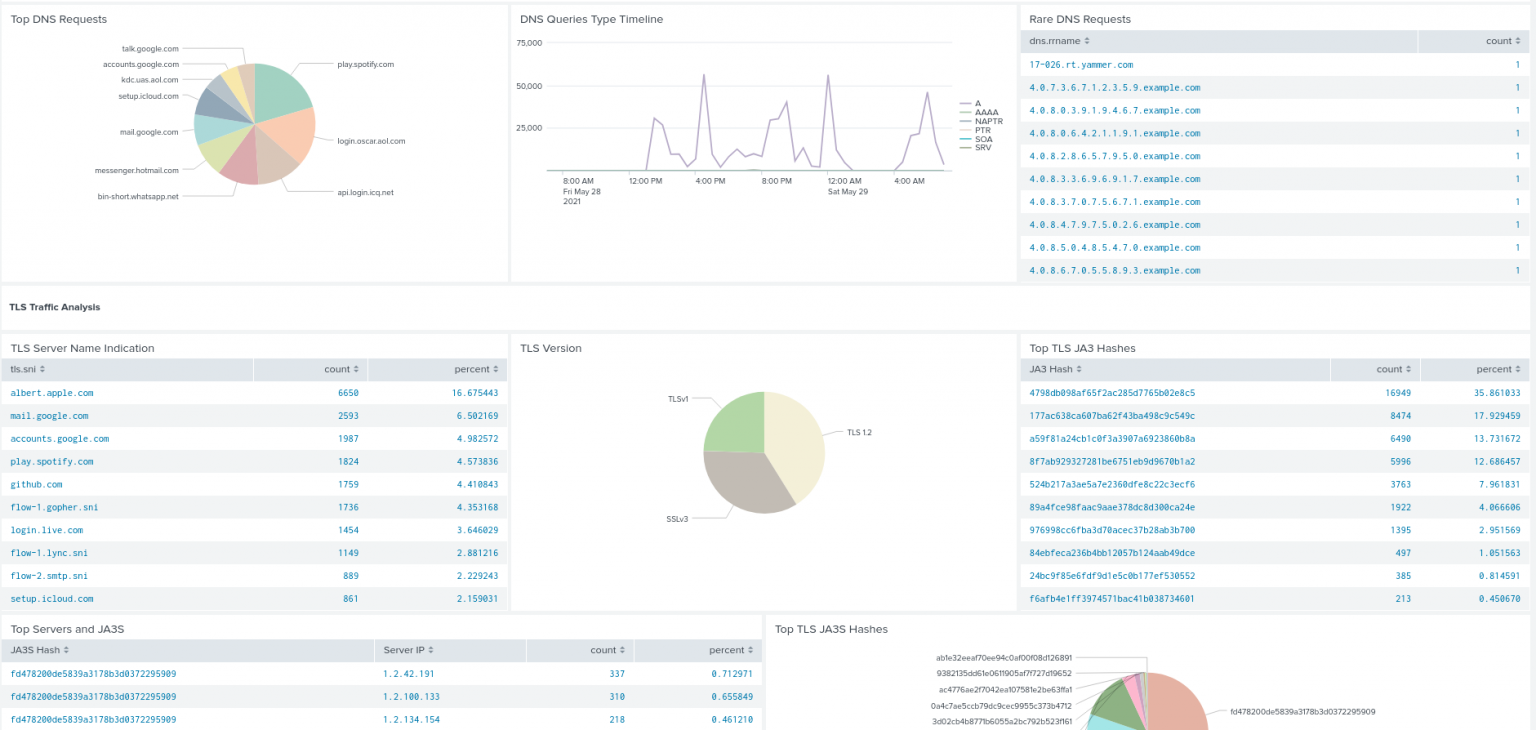 Top DNS Requests
talk.google.com
accounts.google.com
kdc.uas.aol.com
setup.icloud.com
mail.google.com
messenger.hotmail.com
bin-short.whatsapp.net
play.spotify.com
login.oscar.aol.com
api.login.icq.net
DNS Queries Type Timeline
75,000
50,000
25,000
8:00 AM 12:00 PM 4:00 PM 8:00 PM 12:00 AM 4:00 AM
Fri May 28 Sat May 29
2021
A
AAAA
NAPTR
PTR
SOA
SRV
Rare DNS Requests
dns.rrname count
17-026.rt.yammer.com 1
4.0.7.3.6.7.1.2.3.5.9.example.com 1
4.0.8.0.3.9.1.9.4.6.7.example.com 1
4.0.8.0.6.4.2.1.1.9.1.example.com 1
4.0.8.2.8.6.5.7.9.5.0.example.com 1
4.0.8.3.3.6.9.6.9.1.7.example.com 1
4.0.8.3.7.0.7.5.6.7.1.example.com 1
4.0.8.4.7.9.7.5.0.2.6.example.com 1
4.0.8.5.0.4.8.5.4.7.0.example.com 1
4.0.8.6.7.0.5.5.8.9.3.example.com 1
TLS Traffic Analysis
TLS Server Name Indication
tls.sni count percent
albert.apple.com 6650 16.675443
mail.google.com 2593 6.502169
accounts.google.com 1987 4.982572
play.spotify.com 1824 4.573836
github.com 1759 4.410843
flow-1.gopher.sni 1736 4.353168
login.live.com 1454 3.646029
flow-1.lync.sni 1149 2.881216
flow-2.smtp.sni 889 2.229243
setup.icloud.com 861 2.159031
TLS Version
TLSv1
TLS 1.2
SSLv3
Top TLS JA3 Hashes
JA3 Hash count percent
4798db098af65f2ac285d7765b02e8c5 16949 35.861033
177ac638ca607ba62f43ba498c9c549c 8474 17.929459
a59f81a24cb1c0f3a3907a6923860b8a 6490 13.731672
8f7ab929327281be6751eb9d9670b1a2 5996 12.686457
524b217a3ae5a7e2360dfe8c22c3ecf6 3763 7.961831
89a4fce98faac9aae378dc8d300ca24e 1922 4.066606
976998cc6fba3d70acec37b28ab3b700 1395 2.951569
84ebfeca236b4bb12057b124aab49dce 497 1.051563
24bc9f85e6fdf9d1e5c0b177ef530552 385 0.814591
f6afb4e1ff3974571bac41b038734601 213 0.450670
Top Servers and JA3S
JA3S Hash Server IP count percent
fd478200de5839a3178b3d0372295909 1.2.42.191 337 0.712971
fd478200de5839a3178b3d0372295909 1.2.100.133 310 0.655849
fd478200de5839a3178b3d0372295909 1.2.134.154 218 0.461210
Top TLS JA3S Hashes
ab1e32eeaf70ee94c0af00f08d126891
9382135dd61e0611905af7f727d19652
ac4776ae2f7042ea107581e2be63ffa1
0a4c7ae5ccb79dc9cec9955c373b4712
3d02cb4b8771b6055a2bc792b523f161
fd478200de5839a3178b3d0372295909